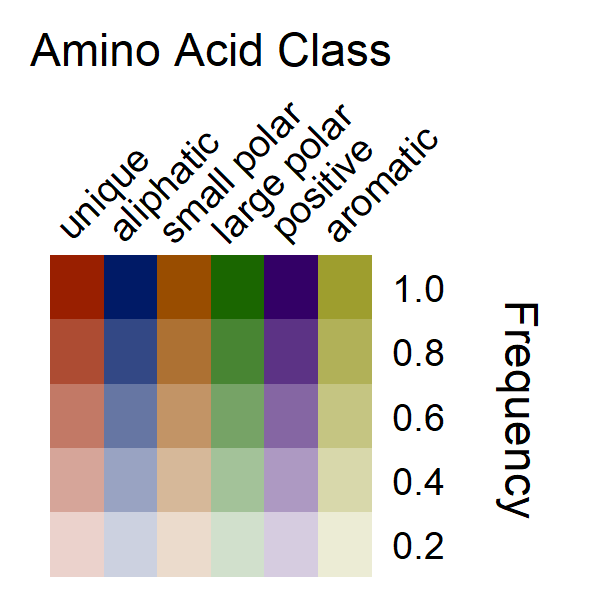 Amino Acid Class
unique
aliphatic
small polar
large polar
positive
aromatic
1.0
0.8
0.6
0.4
0.2
Frequency